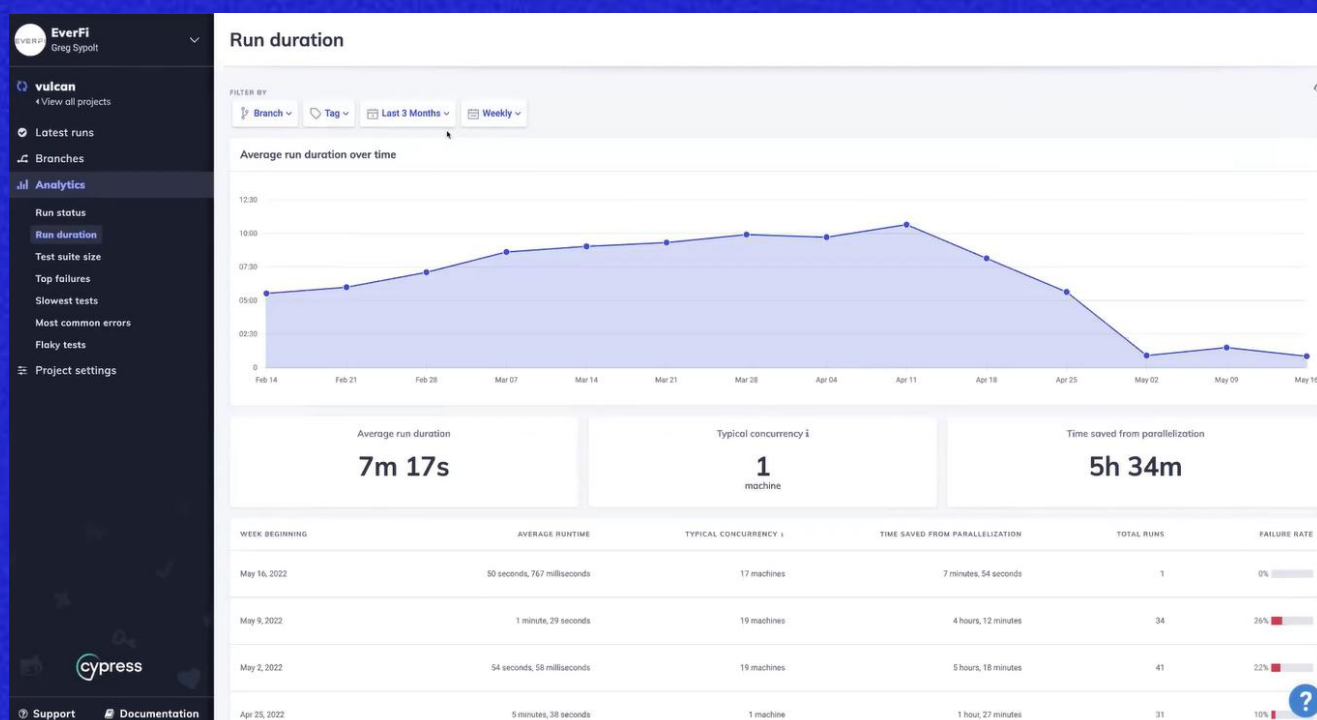 EverFi
Greg Sypolt
EVERFI
vulcan
View all projects
Latest runs
Branches
Analytics
Run status
Run duration
Test suite size
Top failures
Slowest tests
Most common errors
Flaky tests
Project settings
cypress
Support Documentation
Run duration
FILTER BY
Branch Tag Last 3 Months Weekly
Average run duration over time
12:30
10:00
07:30
05:00
02:30
0
Feb 14 Feb 21 Feb 28 Mar 07 Mar 14 Mar 21 Mar 28 Apr 04 Apr 11 Apr 18 Apr 25 May 02 May 09 May 16
Average run duration Typical concurrency i Time saved from parallelization
7m 17s 1 5h 34m
machine
WEEK BEGINNING AVERAGE RUNTIME TYPICAL CONCURRENCY i TIME SAVED FROM PARALLELIZATION TOTAL RUNS FAILURE RATE
May 16, 2022 50 seconds, 767 milliseconds 17 machines 7 minutes, 54 seconds 1 0%
May 9, 2022 1 minute, 29 seconds 19 machines 4 hours, 12 minutes 34 26%
May 2, 2022 54 seconds, 58 milliseconds 19 machines 5 hours, 18 minutes 41 22%
Apr 25, 2022 5 minutes, 38 seconds 1 machine 1 hour, 27 minutes 31 10%
?